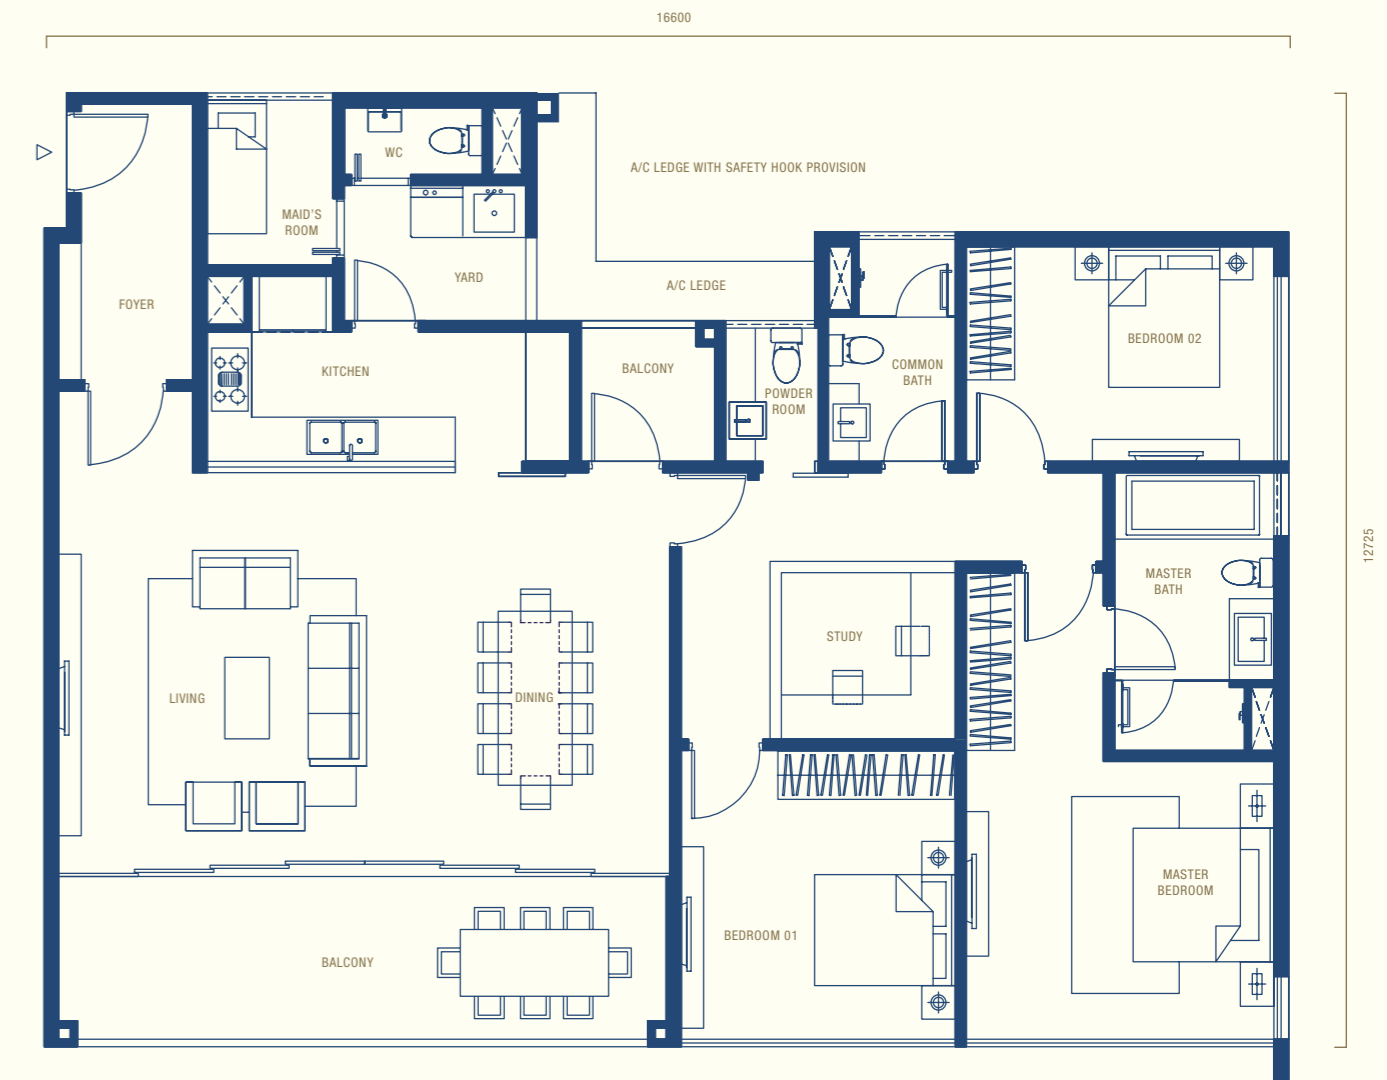 16600
A/C LEDGE WITH SAFETY HOOK PROVISION
WC
MAID'S
ROOM
YARD
A/C LEDGE
FOYER
KITCHEN
BALCONY
POWDER
ROOM
COMMON
BATH
BEDROOM 02
12725
MASTER
BATH
STUDY
LIVING
DINING
MASTER
BEDROOM
BEDROOM 01
BALCONY